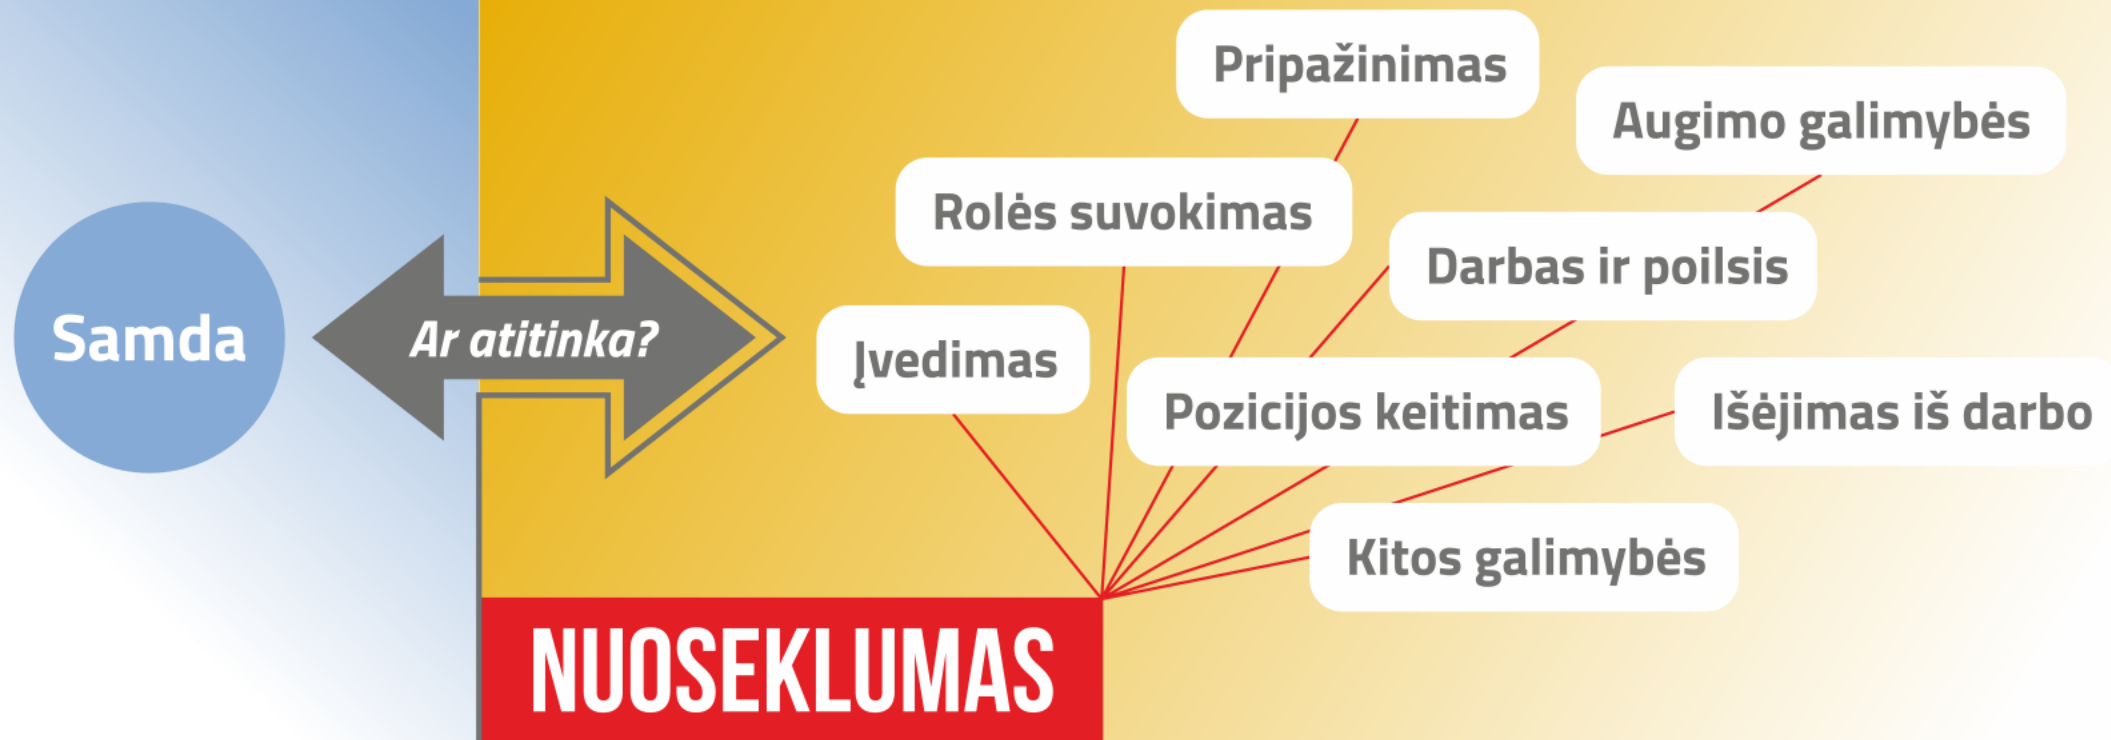 Samda
Ar atitinka?
Pripažinimas
Augimo galimybės
Rolės suvokimas
Darbas ir poilsis
Įvedimas
Pozicijos keitimas
Išėjimas iš darbo
Kitos galimybės
NUOSEKLUMAS